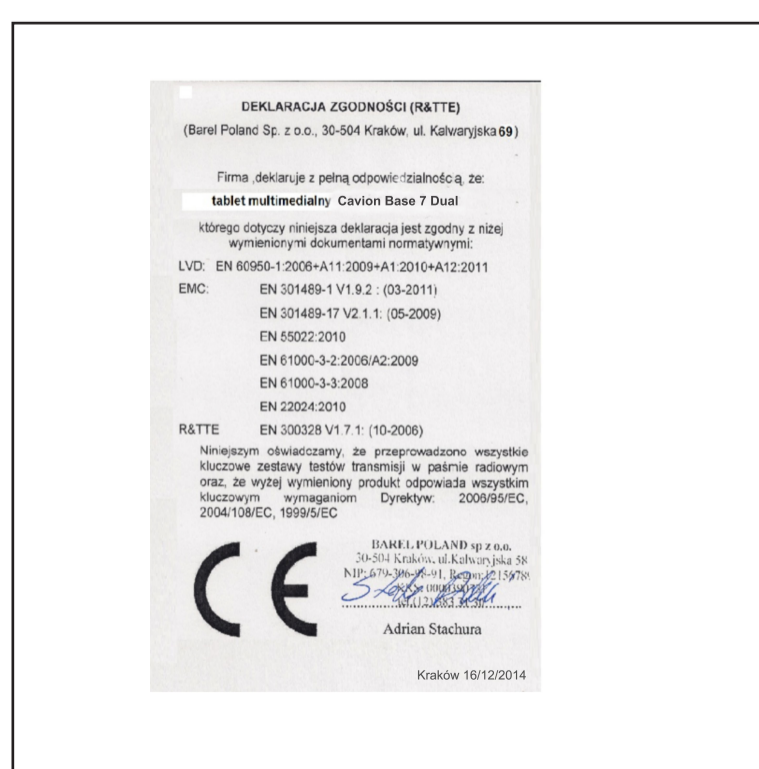 DEKLARACJA ZGODNOŚCI (R&TTE)
(Barel Poland Sp. z o.o., 30-504 Kraków, ul. Kalwaryjska 69)
Firma ,deklaruje z pełną odpowiedzialnością, że:
tablet multimedialny Cavion Base 7 Dual
którego dotyczy niniejsza deklaracja jest zgodny z niżej
wymienionymi dokumentami normatywnymi:
LVD: EN 60950-1:2006+A11:2009+A1:2010+A12:2011
EMC: EN 301489-1 V1.9.2 : (03-2011)
EN 301489-17 V2.1.1: (05-2009)
EN 55022:2010
EN 61000-3-2:2006/A2:2009
EN 61000-3-3:2008
EN 22024:2010
R&TTE EN 300328 V1.7.1: (10-2006)
Niniejszym oświadczamy, że przeprowadzono wszystkie
kluczowe zestawy testów transmisji w paśmie radiowym
oraz, że wyżej wymieniony produkt odpowiada wszystkim
kluczowym wymaganiom Dyrektyw: 2006/95/EC,
2004/108/EC, 1999/5/EC
CE
BAREL POLAND sp z o.o.
30-504 Kraków, ul.Kalwaryjska 58
NIP: 679-306-98-91, Regon:
Adrian Stachura
Kraków 16/12/2014